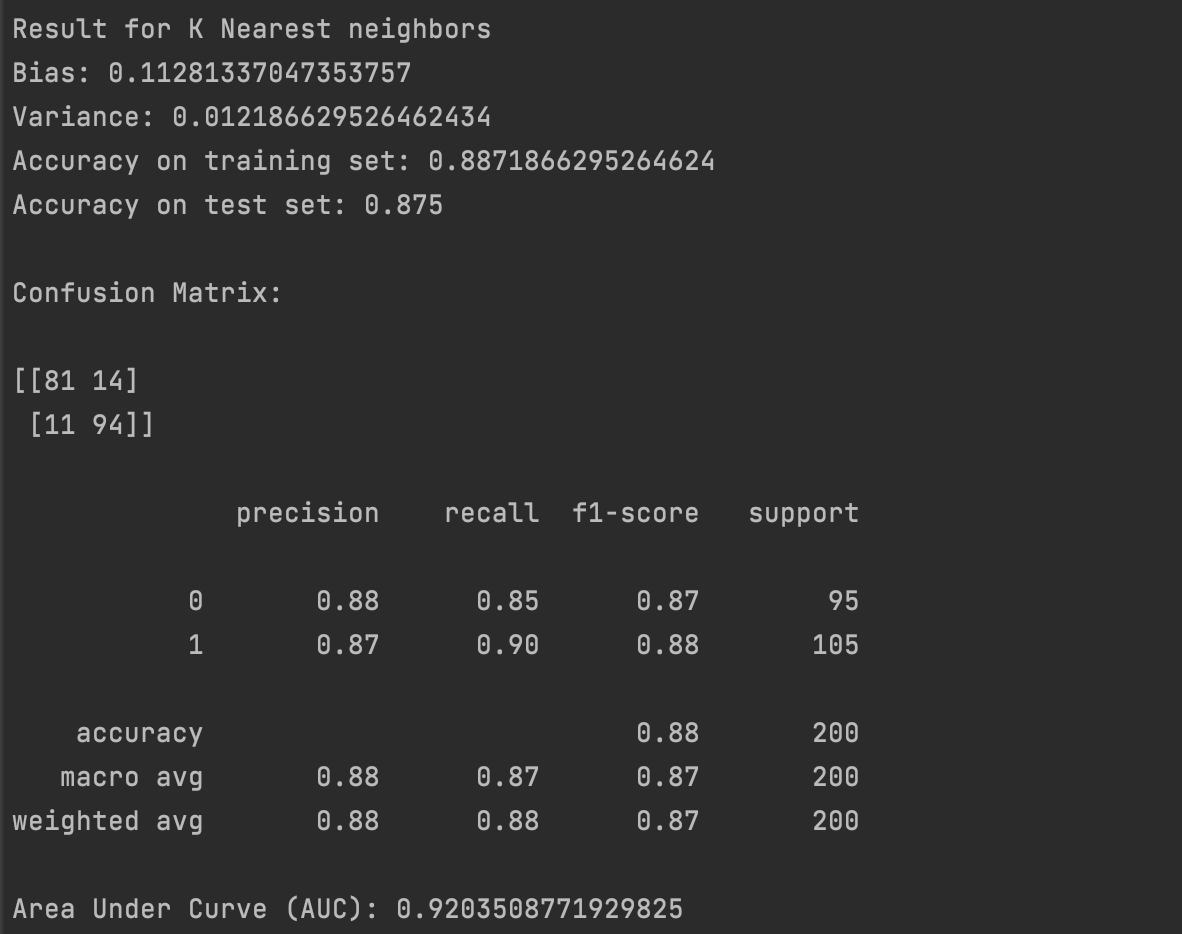 Result for K Nearest neighbors
Bias: 0.11281337047353757
Variance: 0.012186629526462434
Accuracy on training set: 0.8871866295264624
Accuracy on test set: 0.875
Confusion Matrix:
[[81 14]
 [11 94]]
precision recall f1-score support
0 0.88 0.85 0.87 95
1 0.87 0.90 0.88 105
accuracy 0.88 200
macro avg 0.88 0.87 0.87 200
weighted avg 0.88 0.88 0.87 200
Area Under Curve (AUC): 0.9203508771929825